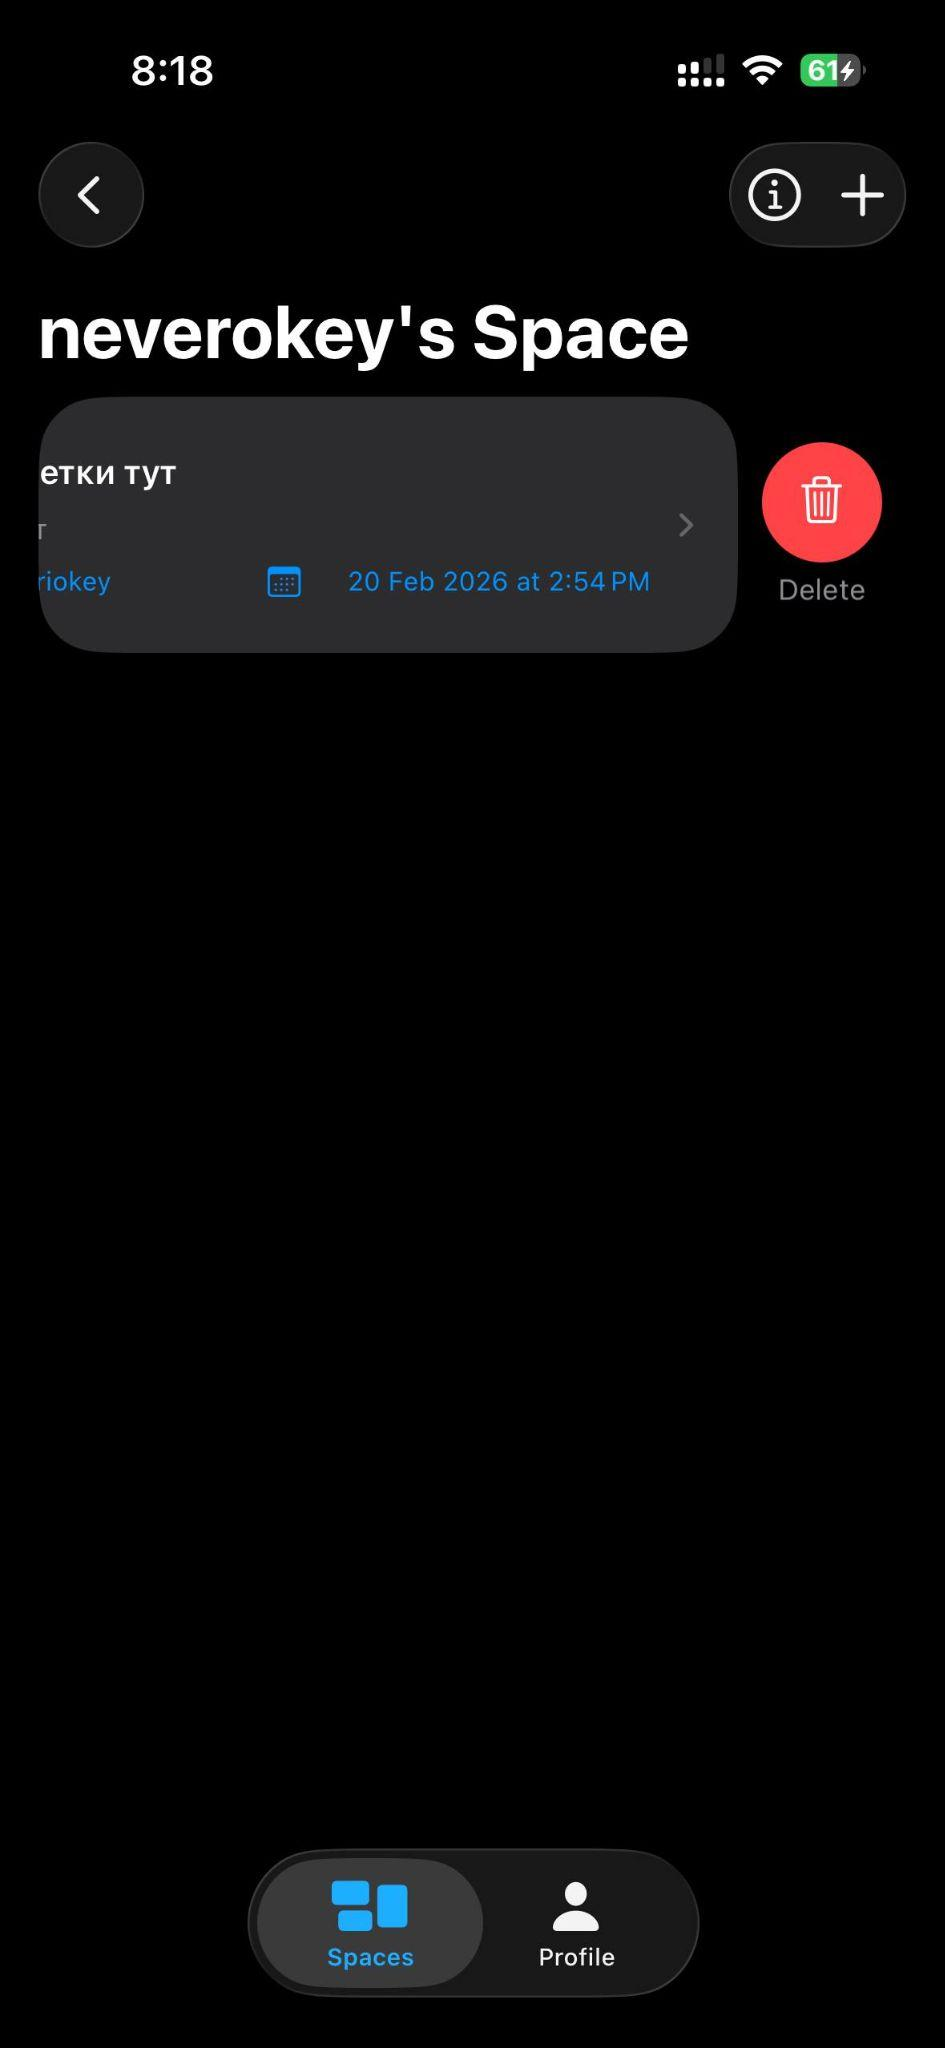 8:18
61
neverokey's Space
етки тут
т
riokey
20 Feb 2026 at 2:54 PM
Delete
Spaces
Profile